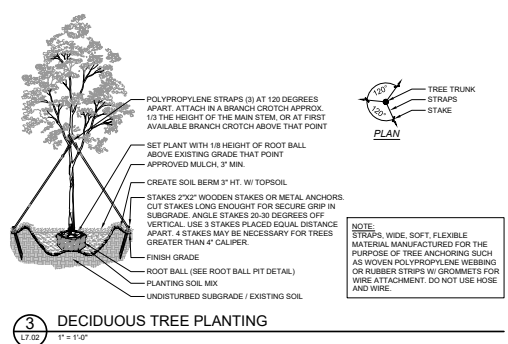 POLYPROPYLENE STRAPS (3) AT 120 DEGREES
APART. ATTACH IN A BRANCH CROTCH APPROX.
1/3 THE HEIGHT OF THE MAIN STEM, OR AT FIRST
AVAILABLE BRANCH CROTCH ABOVE THAT POINT
SET PLANT WITH 1/8 HEIGHT OF ROOT BALL
ABOVE EXISTING GRADE THAT POINT
APPROVED MULCH, 3" MIN.
CREATE SOIL BERM 3" HT. W/ TOPSOIL
STAKES 2"X2" WOODEN STAKES OR METAL ANCHORS.
CUT STAKES LONG ENOUGHT FOR SECURE GRIP IN
SUBGRADE. ANGLE STAKES 20-30 DEGREES OFF
VERTICAL. USE 3 STAKES PLACED EQUAL DISTANCE
APART. 4 STAKES MAY BE NECESSARY FOR TREES
GREATER THAN 4" CALIPER.
FINISH GRADE
ROOT BALL (SEE ROOT BALL PIT DETAIL)
PLANTING SOIL MIX
UNDISTURBED SUBGRADE / EXISTING SOIL
120°
120°
TREE TRUNK
STRAPS
STAKE
PLAN
NOTE:
STRAPS, WIDE, SOFT, FLEXIBLE
MATERIAL MANUFACTURED FOR THE
PURPOSE OF TREE ANCHORING SUCH
AS WOVEN POLYPROPYLENE WEBBING
OR RUBBER STRIPS W/ GROMMETS FOR
WIRE ATTACHMENT. DO NOT USE HOSE
AND WIRE.
3
L7.02
DECIDUOUS TREE PLANTING
1" = 1'-0"